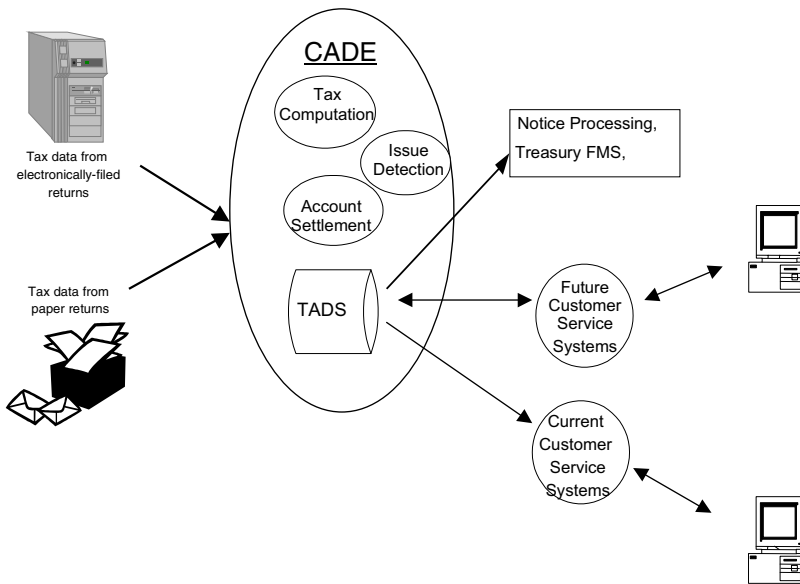 CADE
Tax
Computation
Issue
Detection
Account
Settlement
TADS
Tax data from
electronically-filed
returns
Tax data from
paper returns
Notice Processing,
Treasury FMS,
Future
Customer
Service
Systems
Current
Customer
Service
Systems